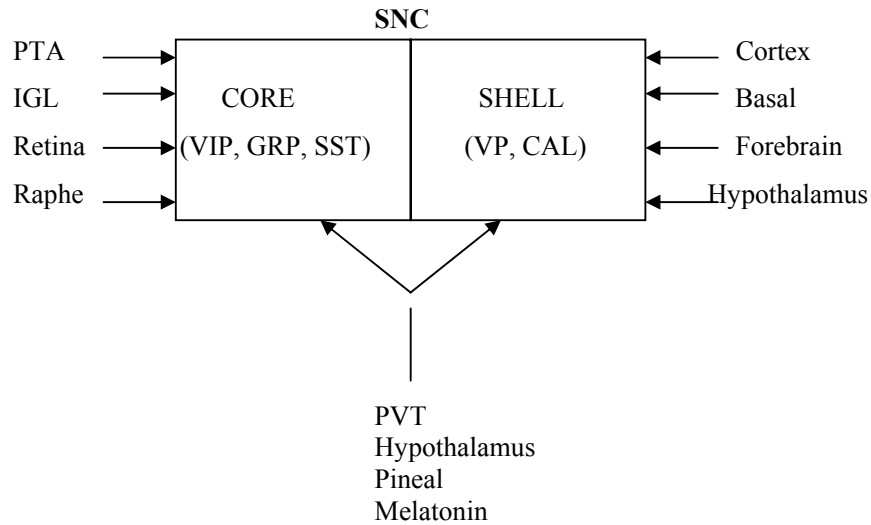 SNC
PTA
IGL
Retina
Raphe
CORE
(VIP, GRP, SST)
SHELL
(VP, CAL)
Cortex
Basal
Forebrain
Hypothalamus
PVT
Hypothalamus
Pineal
Melatonin